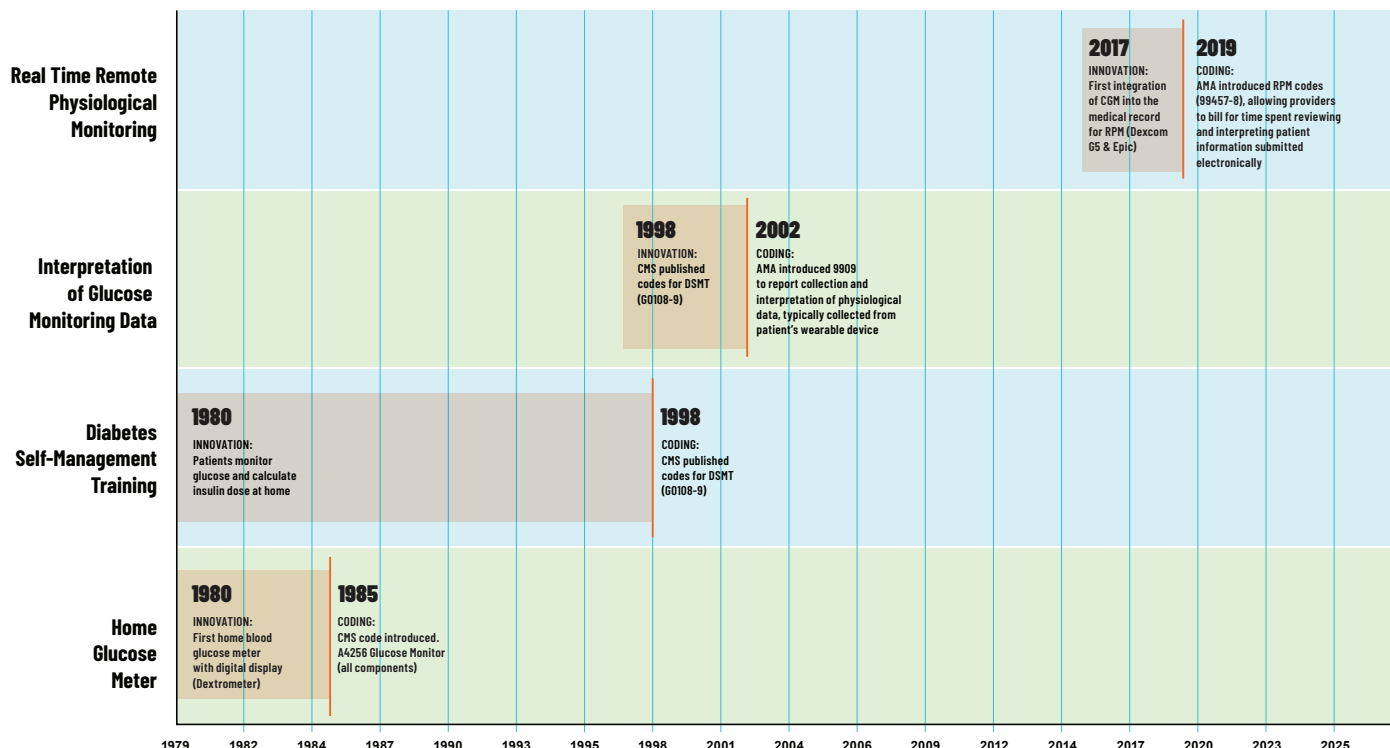 Real Time Remote
Physiological
Monitoring
2017
INNOVATION:
First integration
of CGM into the
medical record
for RPM (Dexcom
G5 & Epic)
2019
CODING:
AMA introduced RPM codes
(99457-8), allowing providers
to bill for time spent reviewing
and interpreting patient
information submitted
electronically
Interpretation
of Glucose
Monitoring Data
1998
INNOVATION:
CMS published
codes for DSMT
(G0108-9)
2002
CODING:
AMA introduced 9909
to report collection and
interpretation of physiological
data, typically collected from
patient's wearable device
Diabetes
Self-Management
Training
1980
INNOVATION:
Patients monitor
glucose and calculate
insulin dose at home
1998
CODING:
CMS published
codes for DSMT
(G0108-9)
Home
Glucose
Meter
1980
INNOVATION:
First home blood
glucose meter
with digital display
(Dextrometer)
1985
CODING:
CMS code introduced.
A4256 Glucose Monitor
(all components)
1979 1982 1984 1987 1990 1993 1995 1998 2001 2004 2006 2009 2012 2014 2017 2020 2023 2025